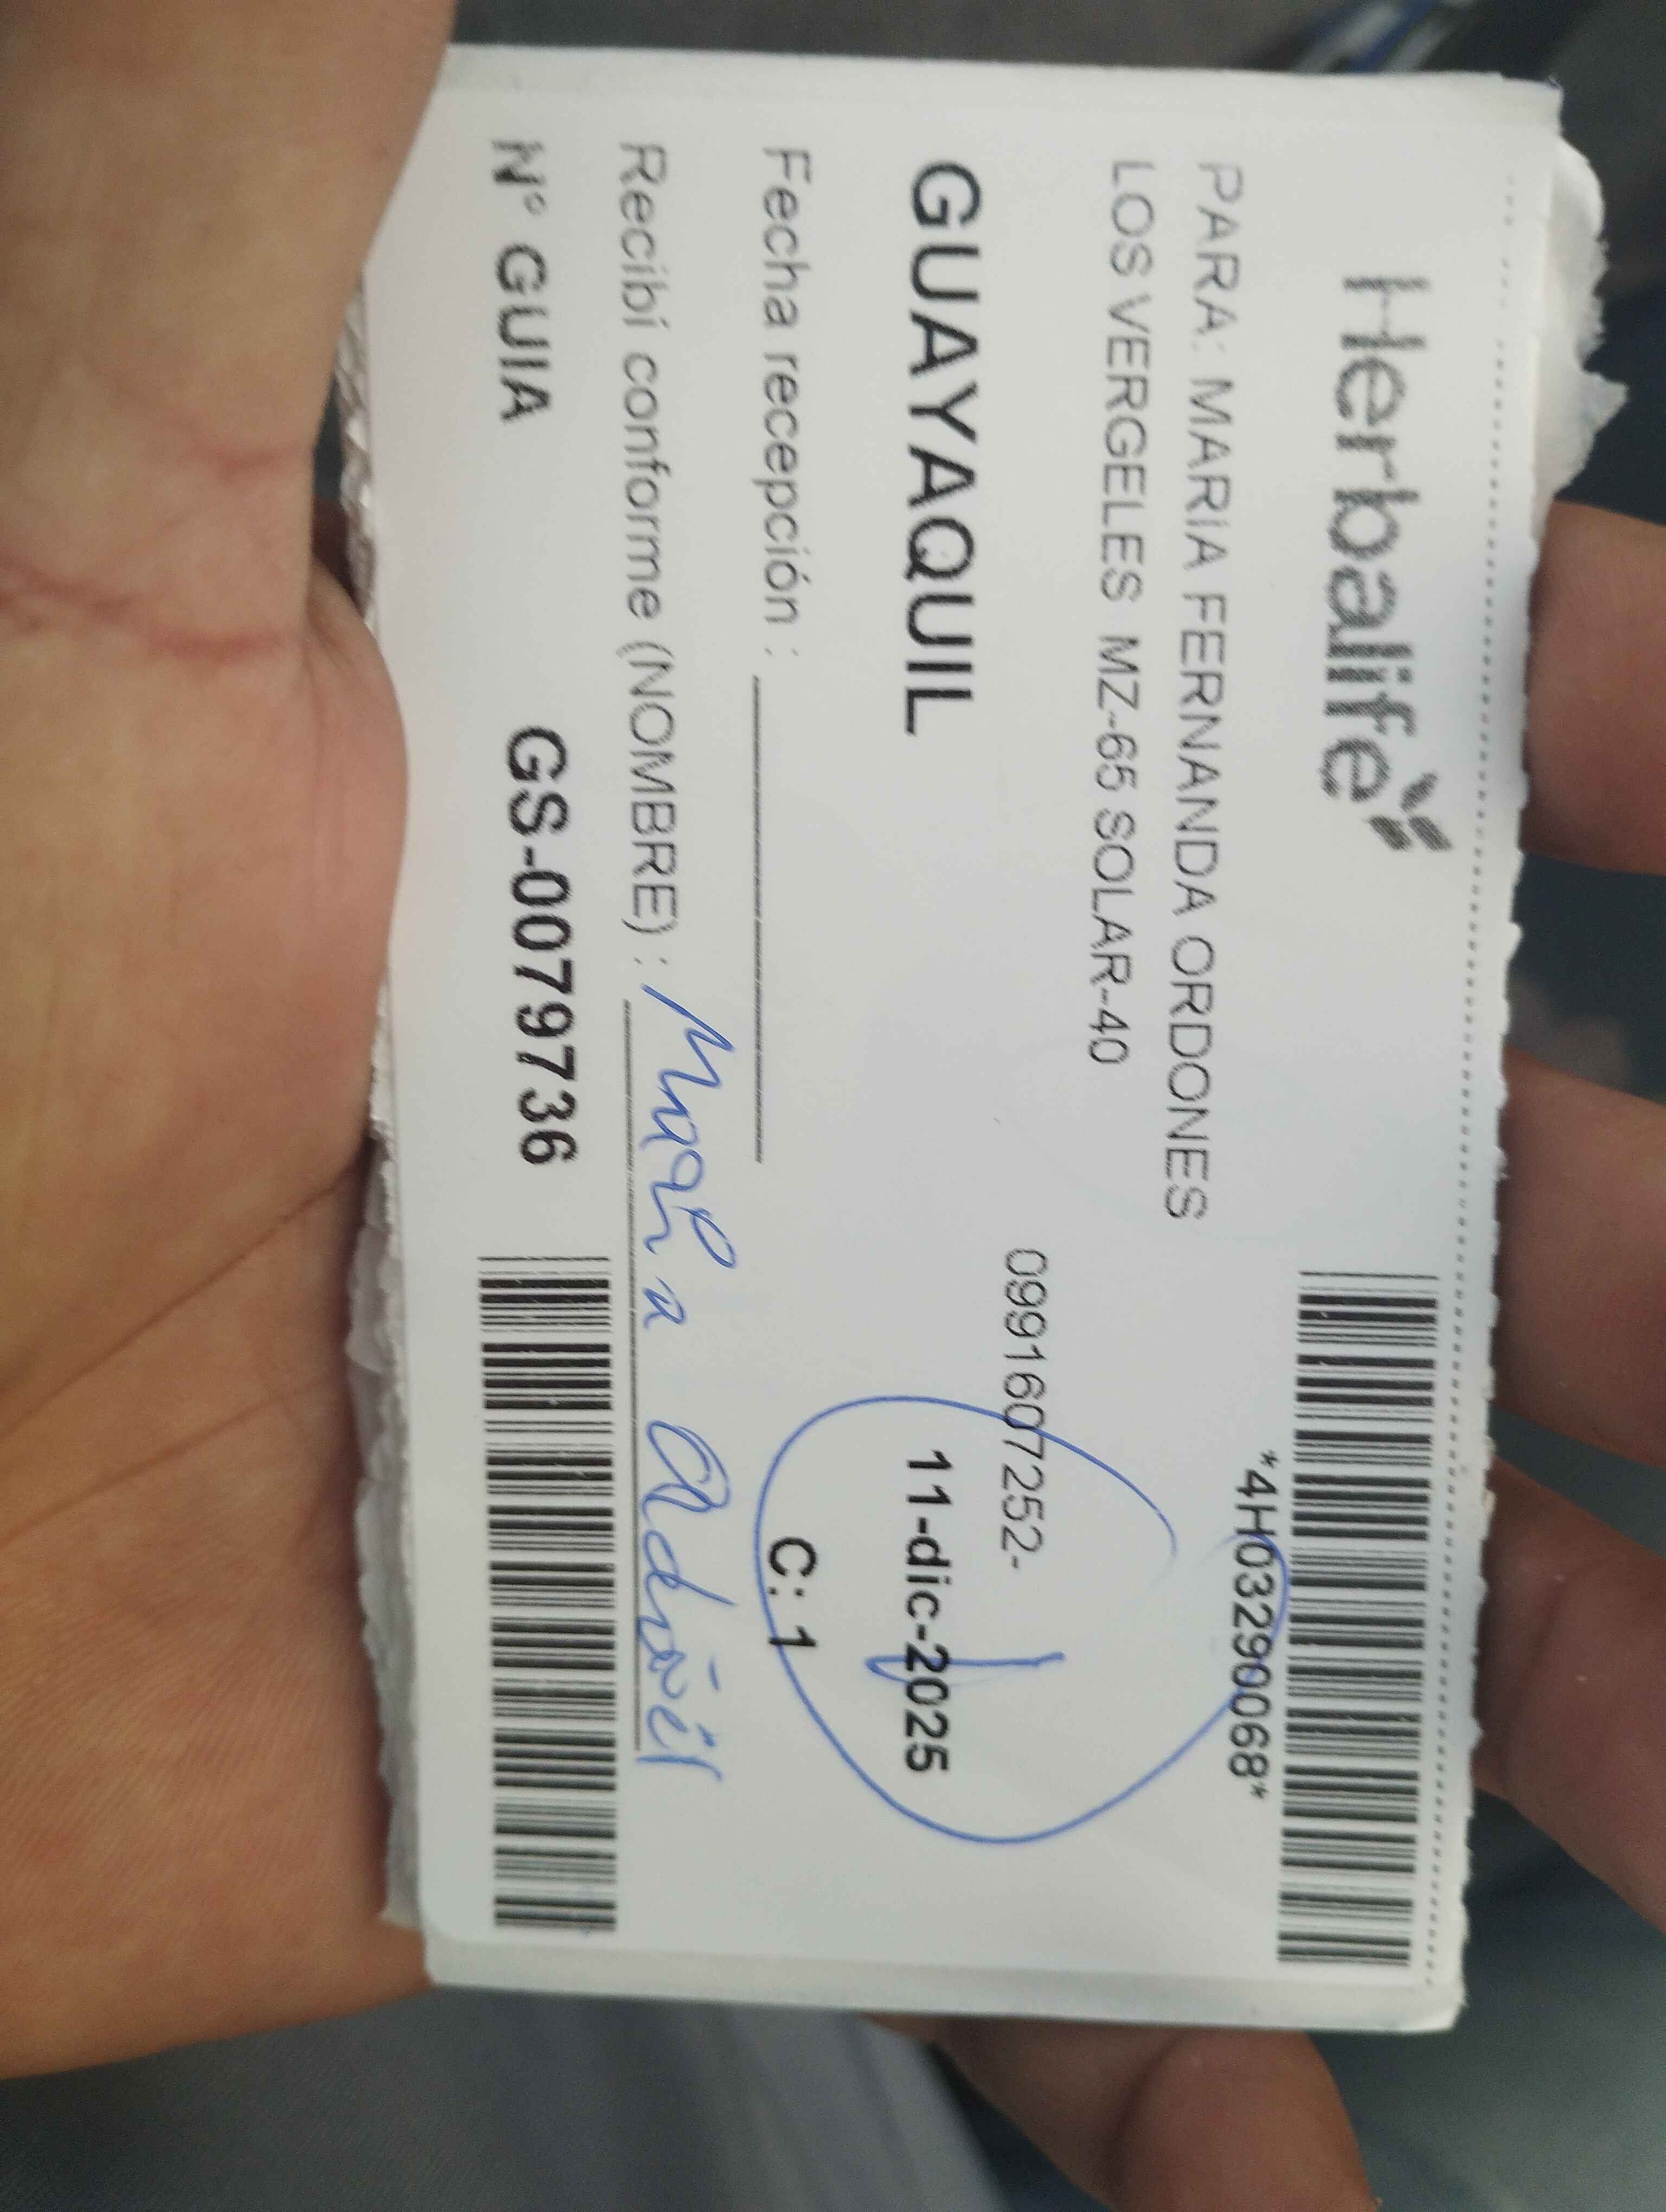 Herbalife
*4H03290068*
PARA: MARIA FERNANDA ORDONES
LOS VERGELES MZ-65 SOLAR-40
0991607252-
GUAYAQUIL 11-dic-2025
Fecha recepción : C: 1
Recibí conforme (NOMBRE) :
Nº GUIA GS-0079736